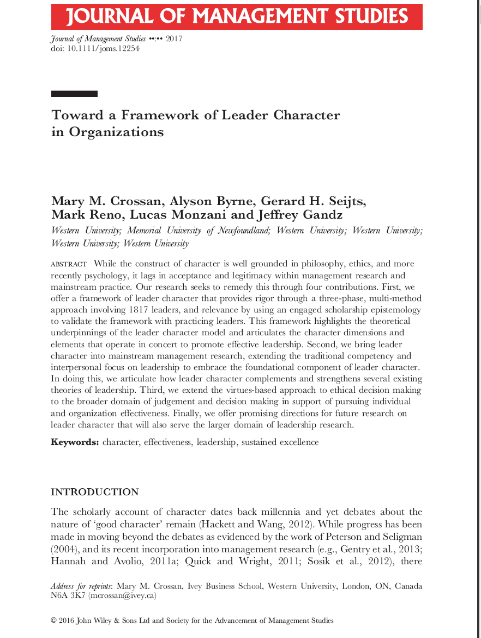 JOURNAL OF MANAGEMENT STUDIES
Journal of Management Studies ••:•• 2017
doi: 10.1111/joms.12254
Toward a Framework of Leader Character
in Organizations
Mary M. Crossan, Alyson Byrne, Gerard H. Seijts,
Mark Reno, Lucas Monzani and Jeffrey Gandz
Western University; Memorial University of Newfoundland; Western University; Western University;
Western University; Western University
ABSTRACT While the construct of character is well grounded in philosophy, ethics, and more
recently psychology, it lags in acceptance and legitimacy within management research and
mainstream practice. Our research seeks to remedy this through four contributions. First, we
offer a framework of leader character that provides rigor through a three-phase, multi-method
approach involving 1817 leaders, and relevance by using an engaged scholarship epistemology
to validate the framework with practicing leaders. This framework highlights the theoretical
underpinnings of the leader character model and articulates the character dimensions and
elements that operate in concert to promote effective leadership. Second, we bring leader
character into mainstream management research, extending the traditional competency and
interpersonal focus on leadership to embrace the foundational component of leader character.
In doing this, we articulate how leader character complements and strengthens several existing
theories of leadership. Third, we extend the virtues-based approach to ethical decision making
to the broader domain of judgement and decision making in support of pursuing individual
and organization effectiveness. Finally, we offer promising directions for future research on
leader character that will also serve the larger domain of leadership research.
Keywords: character, effectiveness, leadership, sustained excellence
INTRODUCTION
The scholarly account of character dates back millennia and yet debates about the
nature of ‘good character’ remain (Hackett and Wang, 2012). While progress has been
made in moving beyond the debates as evidenced by the work of Peterson and Seligman
(2004), and its recent incorporation into management research (e.g., Gentry et al., 2013;
Hannah and Avolio, 2011a; Quick and Wright, 2011; Sosik et al., 2012), there
Address for reprints: Mary M. Crossan, Ivey Business School, Western University, London, ON, Canada
N6A 3K7 (mcrossan@ivey.ca)
© 2016 John Wiley & Sons Ltd and Society for the Advancement of Management Studies